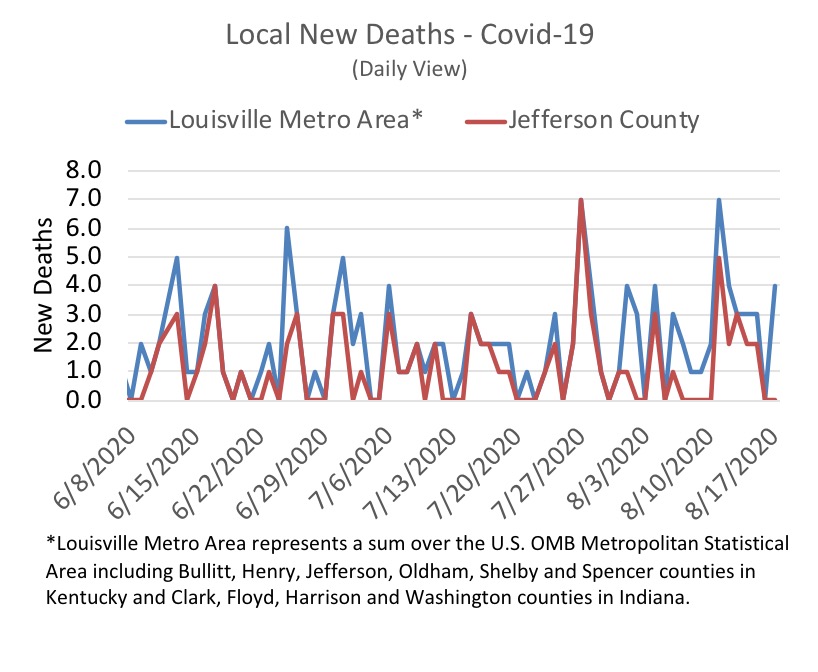 Local New Deaths - Covid-19
(Daily View)
Louisville Metro Area* Jefferson County
8.0
7.0
6.0
5.0
4.0
3.0
2.0
1.0
0.0
New Deaths
6/8/2020 6/15/2020 6/22/2020 6/29/2020 7/6/2020 7/13/2020 7/20/2020 7/27/2020 8/3/2020 8/10/2020 8/17/2020
*Louisville Metro Area represents a sum over the U.S. OMB Metropolitan Statistical
Area including Bullitt, Henry, Jefferson, Oldham, Shelby and Spencer counties in
Kentucky and Clark, Floyd, Harrison and Washington counties in Indiana.